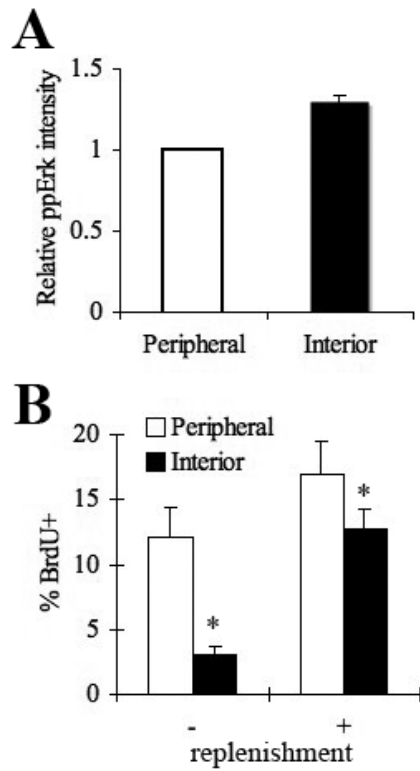 A
Relative ppErk intensity
1.5
1
0.5
0
Peripheral Interior
B
% BrdU+
20
15
10
5
0
Peripheral
Interior
*
*
- +
replenishment